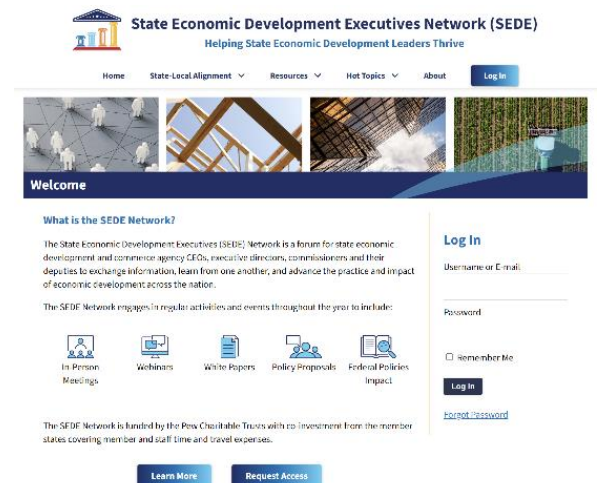 State Economic Development Executives Network (SEDE)
Helping State Economic Development Leaders Thrive
Home State-Local Alignment Resources Hot Topics About Log In
Welcome
What is the SEDE Network?
The State Economic Development Executives (SEDE) Network is a forum for state economic
development and commerce agency CEOs, executive directors, commissioners and their
deputies to exchange information, learn from one another, and advance the practice and impact
of economic development across the nation.
The SEDE Network engages in regular activities and events throughout the year to include:
In-Person
Meetings
Webinars
White Papers
Policy Proposals
Federal Policies
Impact
The SEDE Network is funded by the Pew Charitable Trusts with co-investment from the member
states covering member and staff time and travel expenses.
Learn More Request Access
Log In
Username or E-mail
Password
Remember Me
Log In
Forgot Password